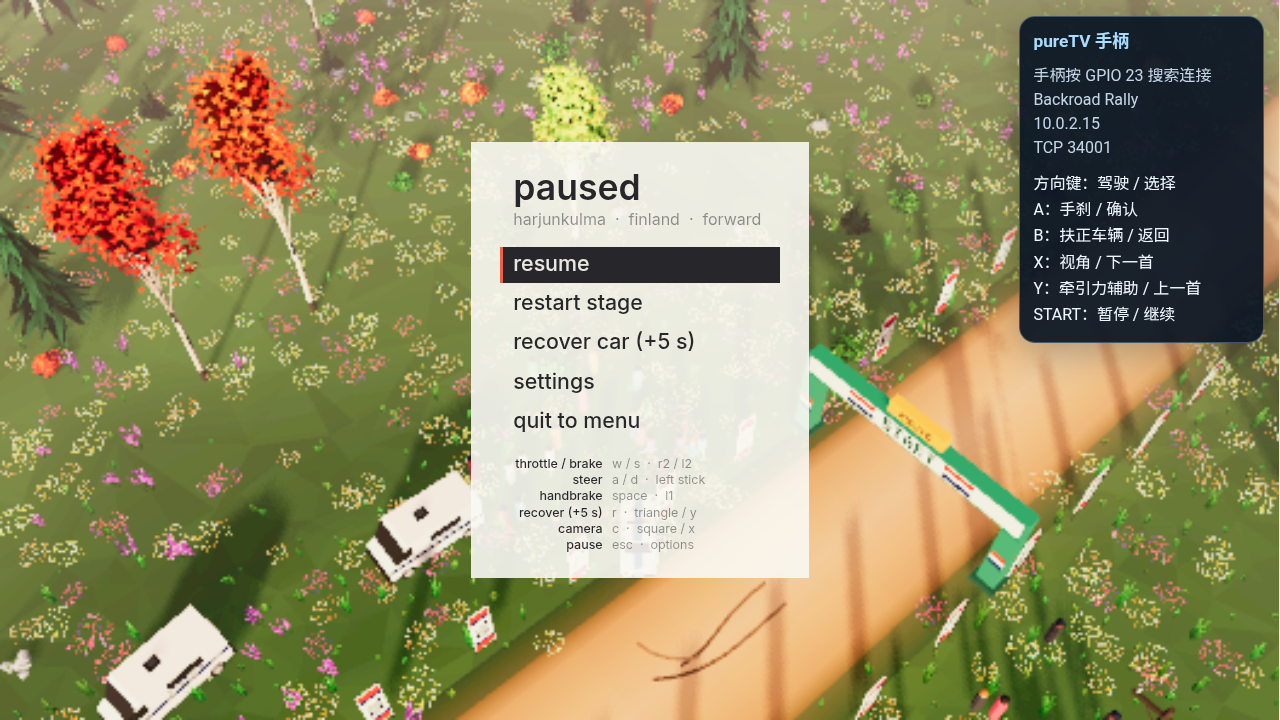 paused
harjunkulma · finland · forward
resume
restart stage
recover car (+5 s)
settings
quit to menu
throttle / brake w / s · r2 / l2
steer a / d · left stick
handbrake space · l1
recover (+5 s) r · triangle / y
camera c · square / x
pause esc · options
pureTV 手柄
手柄按 GPIO 23 搜索连接
Backroad Rally
10.0.2.15
TCP 34001
方向键：驾驶 / 选择
A：手刹 / 确认
B：扶正车辆 / 返回
X：视角 / 下一首
Y：牵引力辅助 / 上一首
START：暂停 / 继续